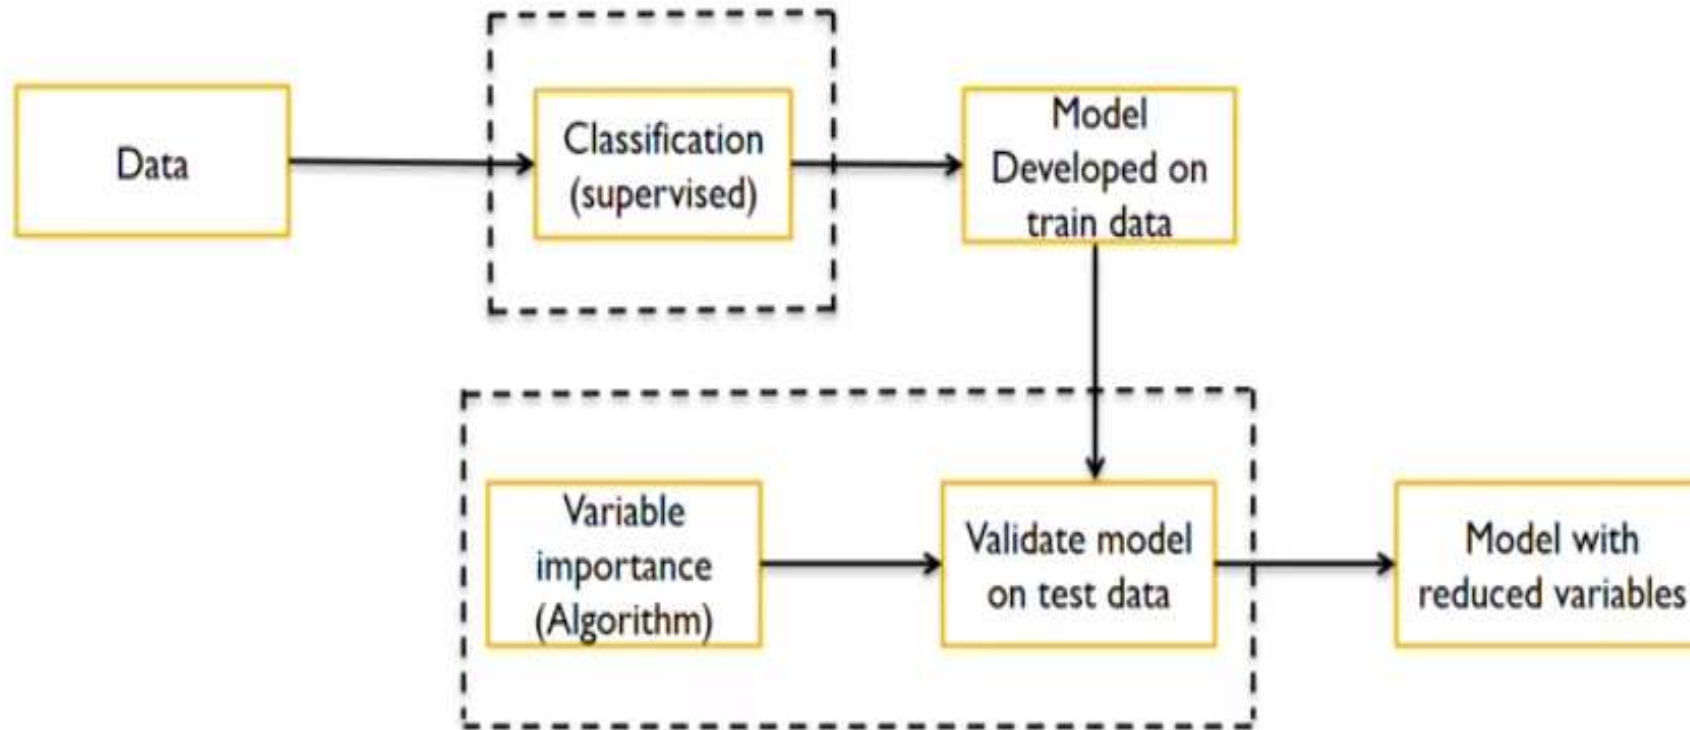 Data
Classification
(supervised)
Model
Developed on
train data
Variable
importance
(Algorithm)
Validate model
on test data
Model with
reduced variables